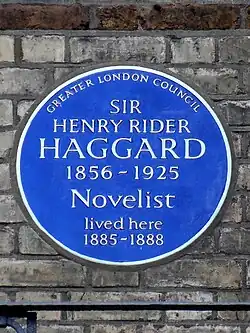 GREATER LONDON COUNCIL
SIR
HENRY RIDER
HAGGARD
1856-1925
Novelist
lived here
1885-1888